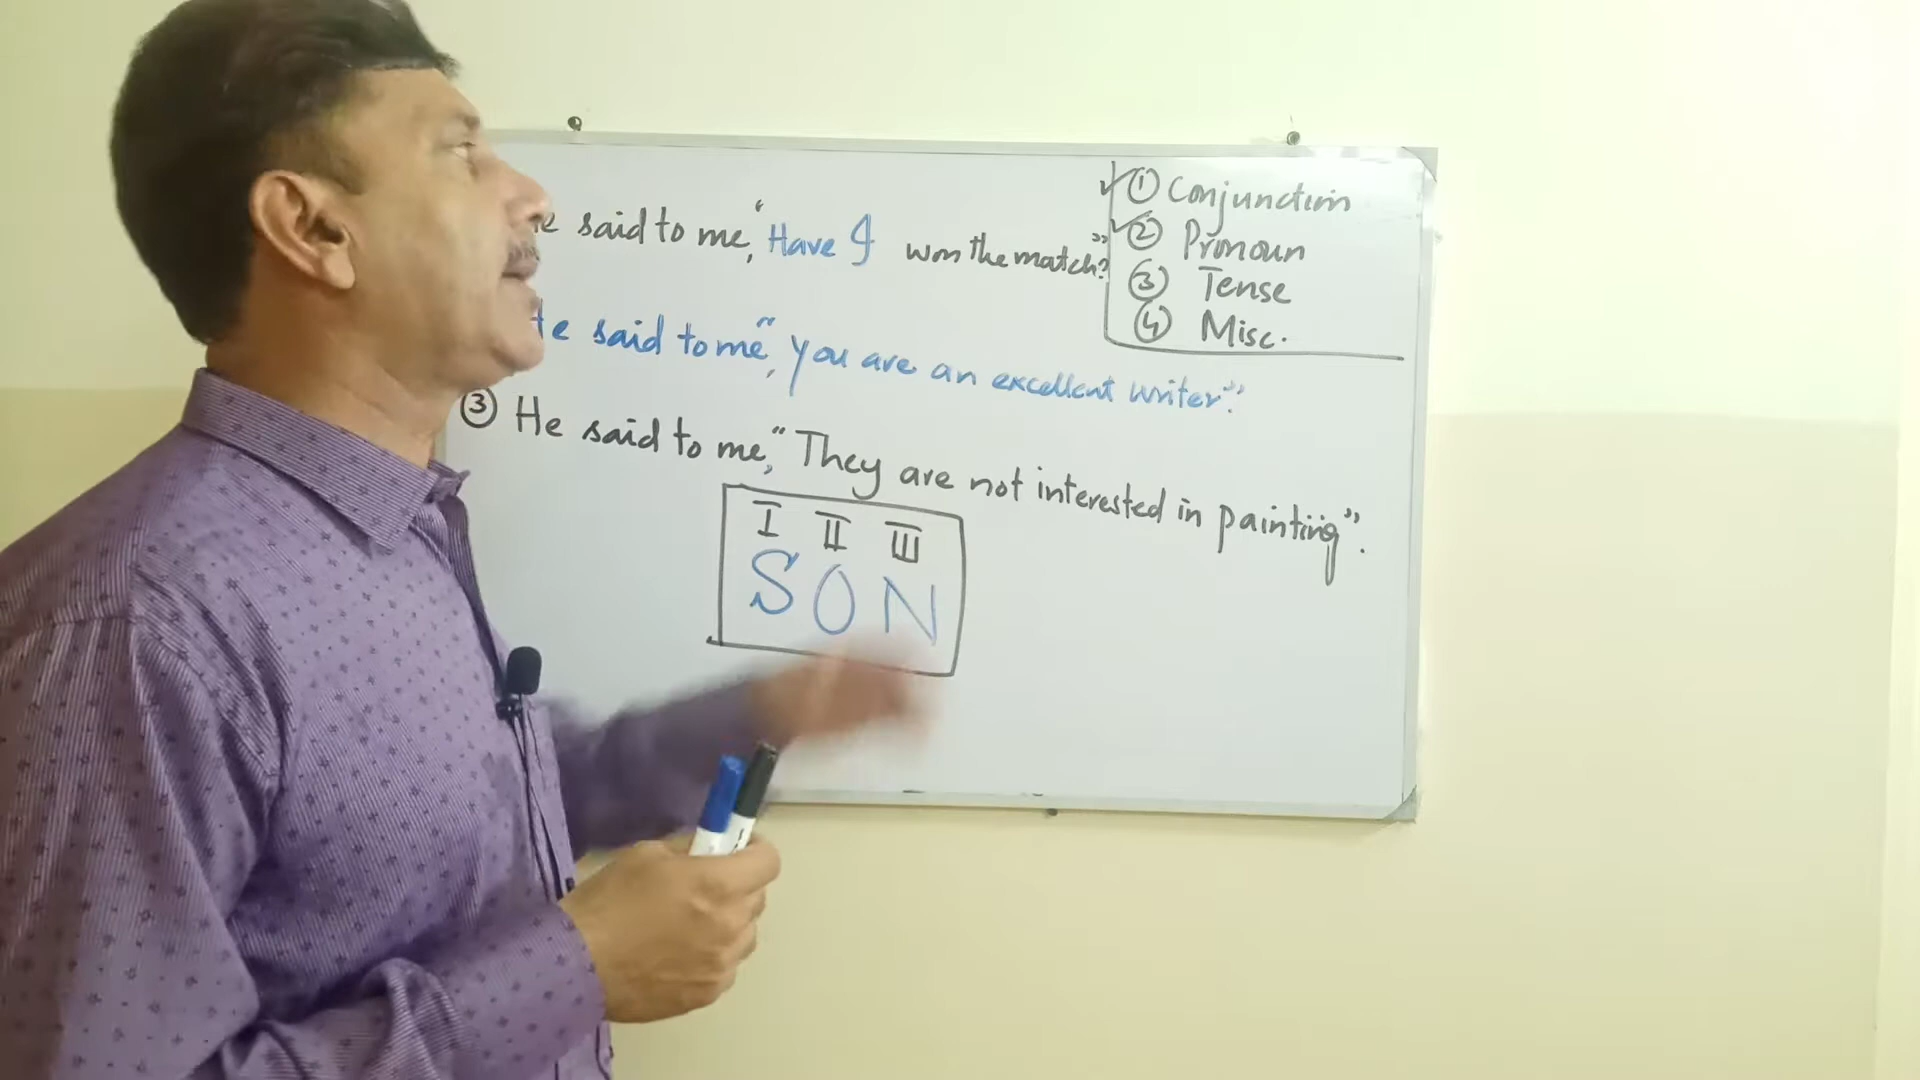 said to me, "Have I won the match?"
① Conjunction
② Pronoun
③ Tense
④ Misc.
said to me", you are an excellent writer".
③ He said to me," They are not interested in painting".
I II III
S O N